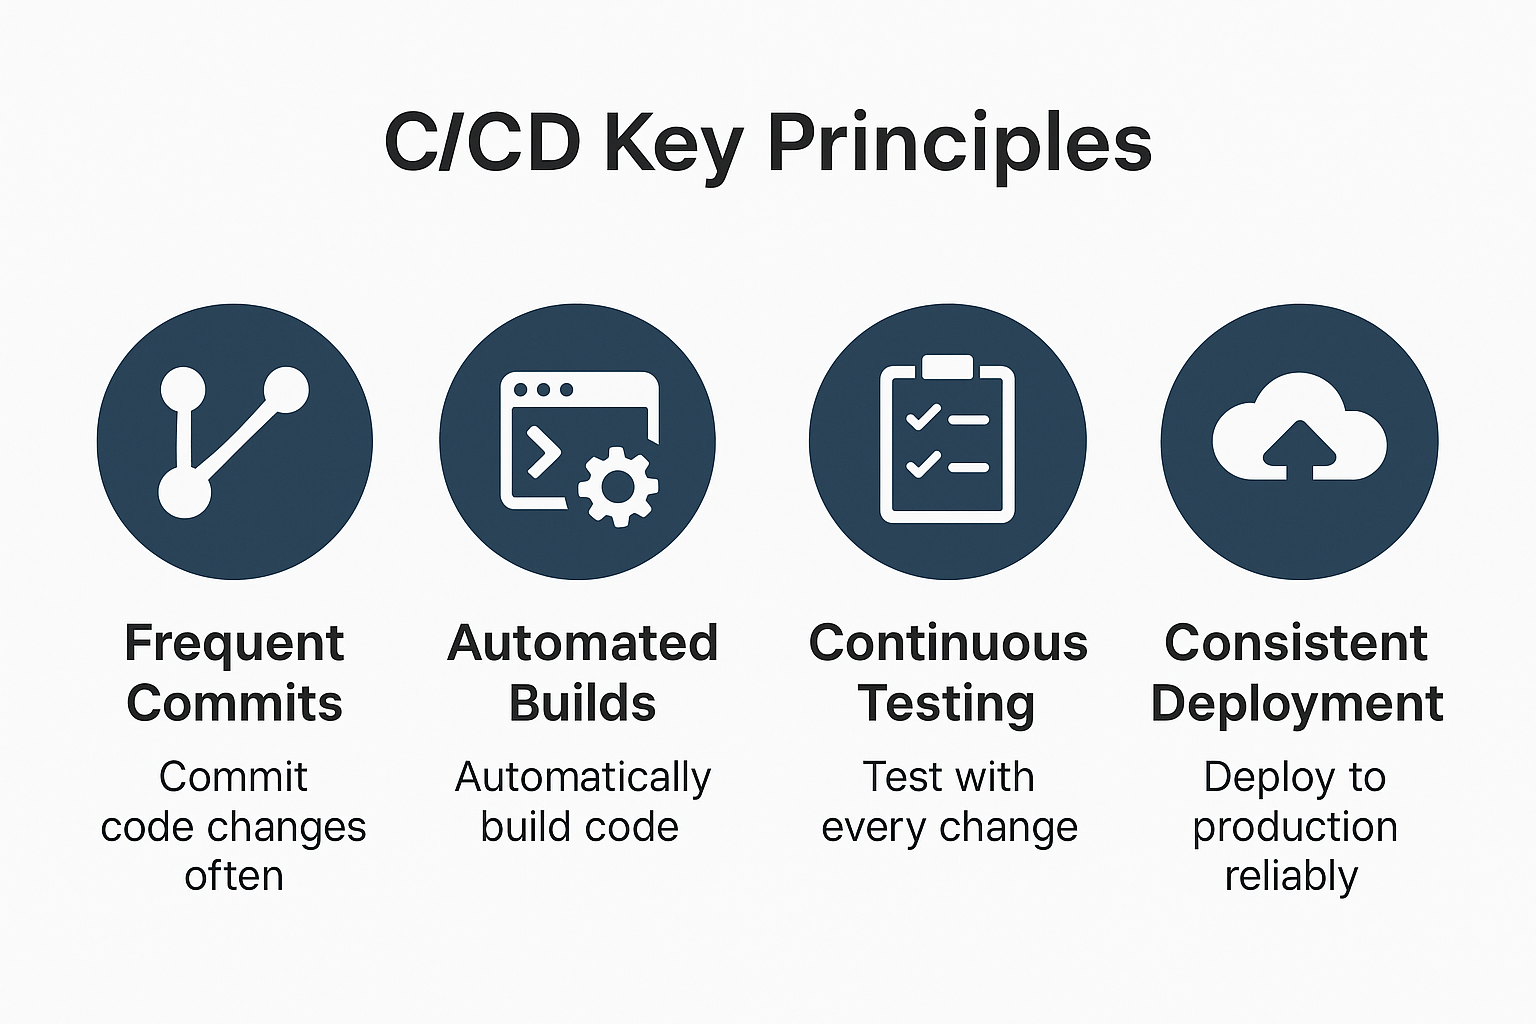 C/CD Key Principles
Frequent
Commits
Commit
code changes
often
Automated
Builds
Automatically
build code
Continuous
Testing
Test with
every change
Consistent
Deployment
Deploy to
production
reliably